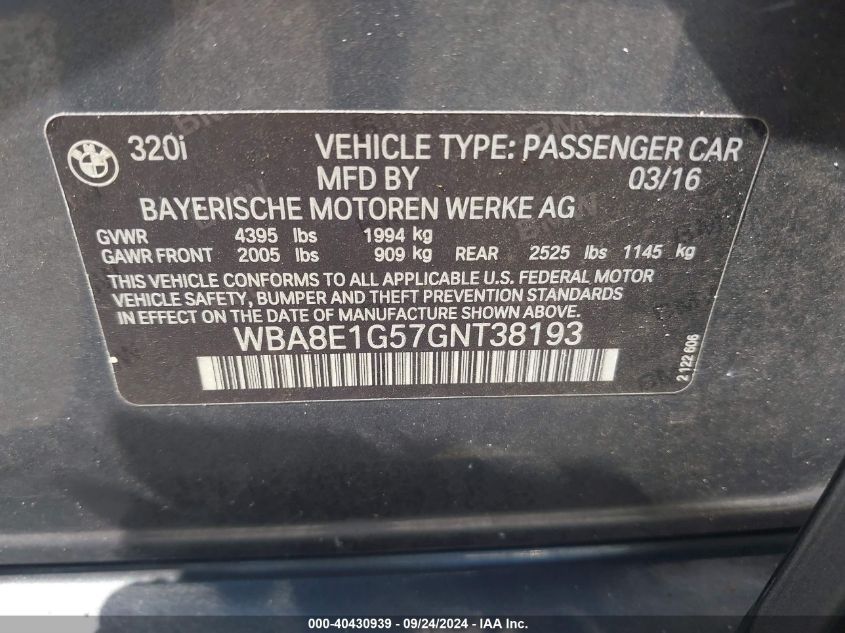 320i VEHICLE TYPE: PASSENGER CAR
MFD BY 03/16
BAYERISCHE MOTOREN WERKE AG
GVWR 4395 lbs 1994 kg
GAWR FRONT 2005 lbs 909 kg REAR 2525 lbs 1145 kg
THIS VEHICLE CONFORMS TO ALL APPLICABLE U.S. FEDERAL MOTOR
VEHICLE SAFETY, BUMPER AND THEFT PREVENTION STANDARDS IN
EFFECT ON THE DATE OF MANUFACTURE SHOWN ABOVE.
WBA8E1G57GNT38193
2 122 606
000-40430939 - 09/24/2024 - IAA Inc.